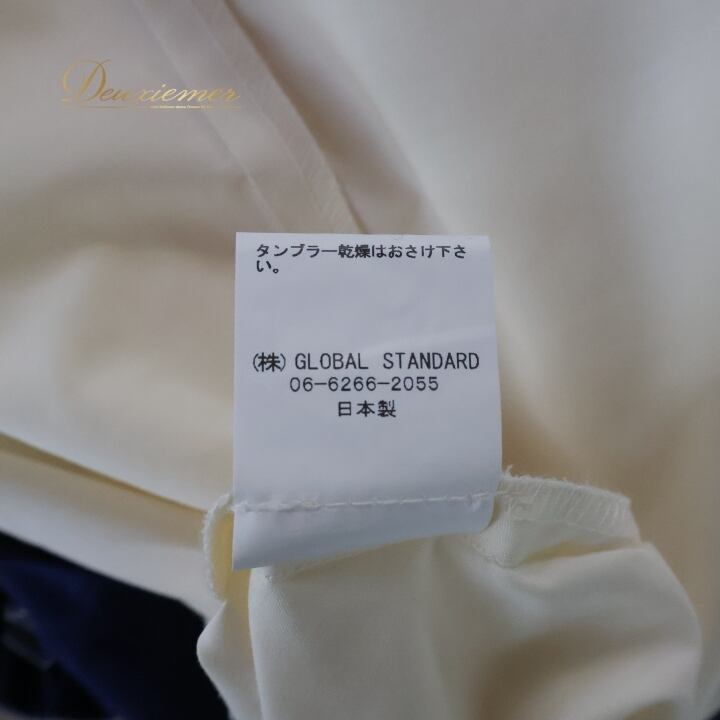 Deuxiemer
タンブラー乾燥はおさけ下さ
い。
(株) GLOBAL STANDARD
06-6266-2055
日本製